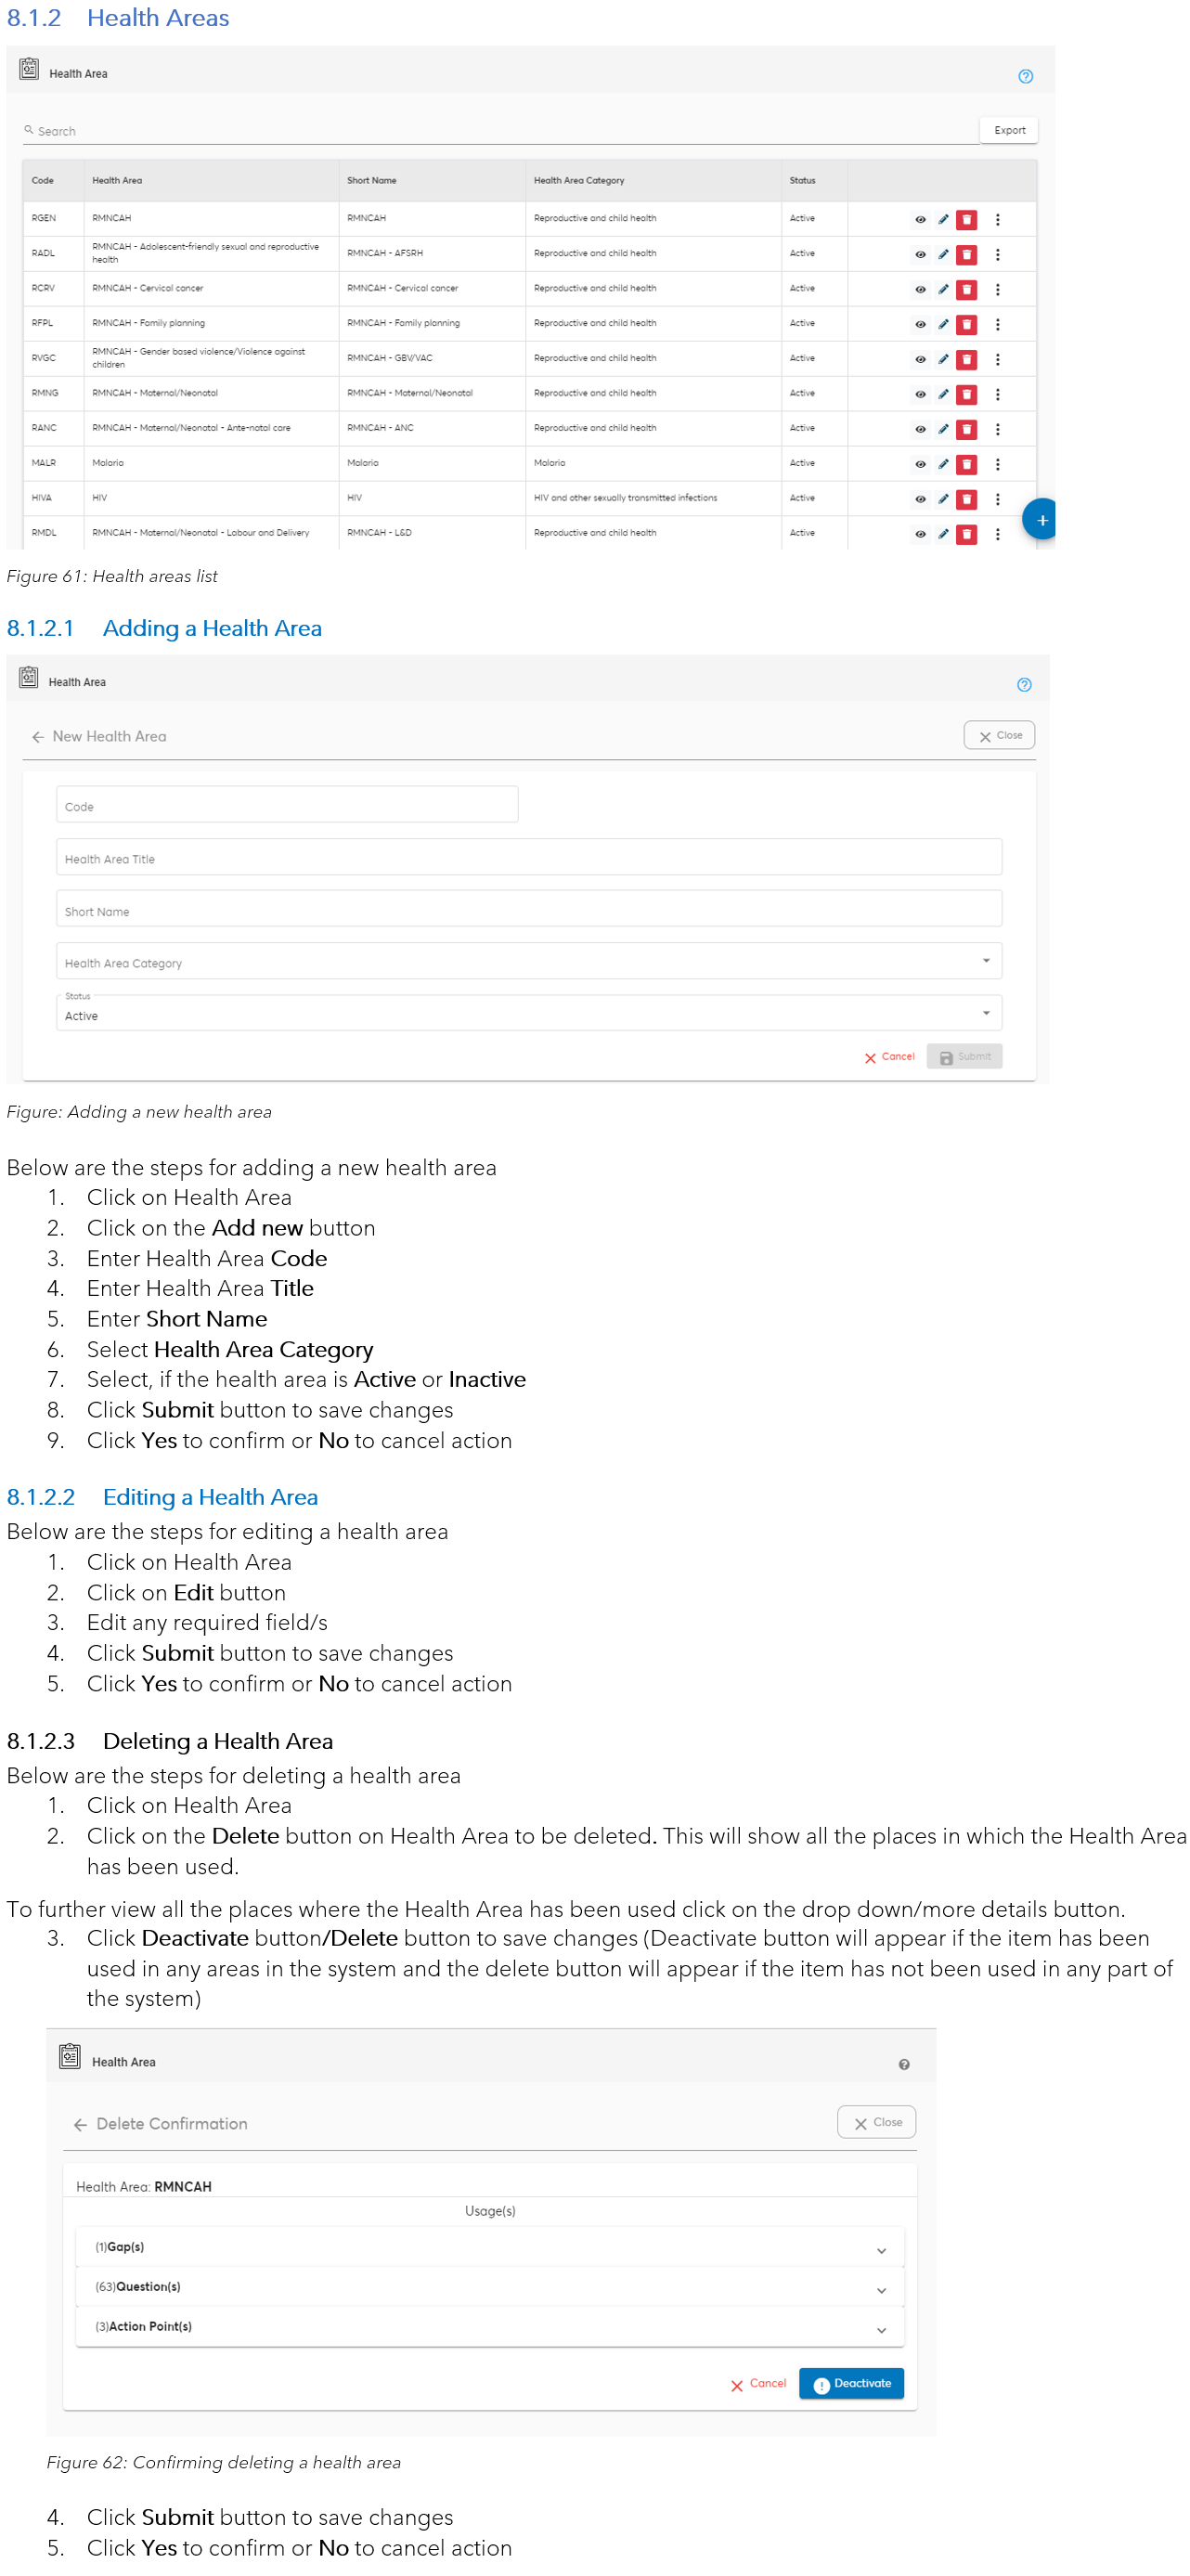 8.1.2 Health Areas
Health Area
Search
Export
Code Health Area Short Name Health Area Category Status
RGEN RMNCAH RMNCAH Reproductive and child health Active
RADL RMNCAH - Adolescent-friendly sexual and reproductive health RMNCAH - AFSRH Reproductive and child health Active
RCRV RMNCAH - Cervical cancer RMNCAH - Cervical cancer Reproductive and child health Active
RFPL RMNCAH - Family planning RMNCAH - Family planning Reproductive and child health Active
RVGC RMNCAH - Gender based violence/Violence against children RMNCAH - GBV/VAC Reproductive and child health Active
RMNG RMNCAH - Maternal/Neonatal RMNCAH - Maternal/Neonatal Reproductive and child health Active
RANC RMNCAH - Maternal/Neonatal - Ante-natal care RMNCAH - ANC Reproductive and child health Active
MALR Malaria Malaria Malaria Active
HIVA HIV HIV HIV and other sexually transmitted infections Active
RMDL RMNCAH - Maternal/Neonatal - Labour and Delivery RMNCAH - L&D Reproductive and child health Active
Figure 61: Health areas list
8.1.2.1 Adding a Health Area
Health Area
New Health Area
Close
Code
Health Area Title
Short Name
Health Area Category
Status
Active
Cancel Submit
Figure: Adding a new health area
Below are the steps for adding a new health area
1. Click on Health Area
2. Click on the Add new button
3. Enter Health Area Code
4. Enter Health Area Title
5. Enter Short Name
6. Select Health Area Category
7. Select, if the health area is Active or Inactive
8. Click Submit button to save changes
9. Click Yes to confirm or No to cancel action
8.1.2.2 Editing a Health Area
Below are the steps for editing a health area
1. Click on Health Area
2. Click on Edit button
3. Edit any required field/s
4. Click Submit button to save changes
5. Click Yes to confirm or No to cancel action
8.1.2.3 Deleting a Health Area
Below are the steps for deleting a health area
1. Click on Health Area
2. Click on the Delete button on Health Area to be deleted. This will show all the places in which the Health Area
has been used.
To further view all the places where the Health Area has been used click on the drop down/more details button.
3. Click Deactivate button/Delete button to save changes (Deactivate button will appear if the item has been
used in any areas in the system and the delete button will appear if the item has not been used in any part of
the system)
Health Area
Delete Confirmation
Close
Health Area: RMNCAH
Usage(s)
(1)Gap(s)
(63)Question(s)
(3)Action Point(s)
Cancel Deactivate
Figure 62: Confirming deleting a health area
4. Click Submit button to save changes
5. Click Yes to confirm or No to cancel action